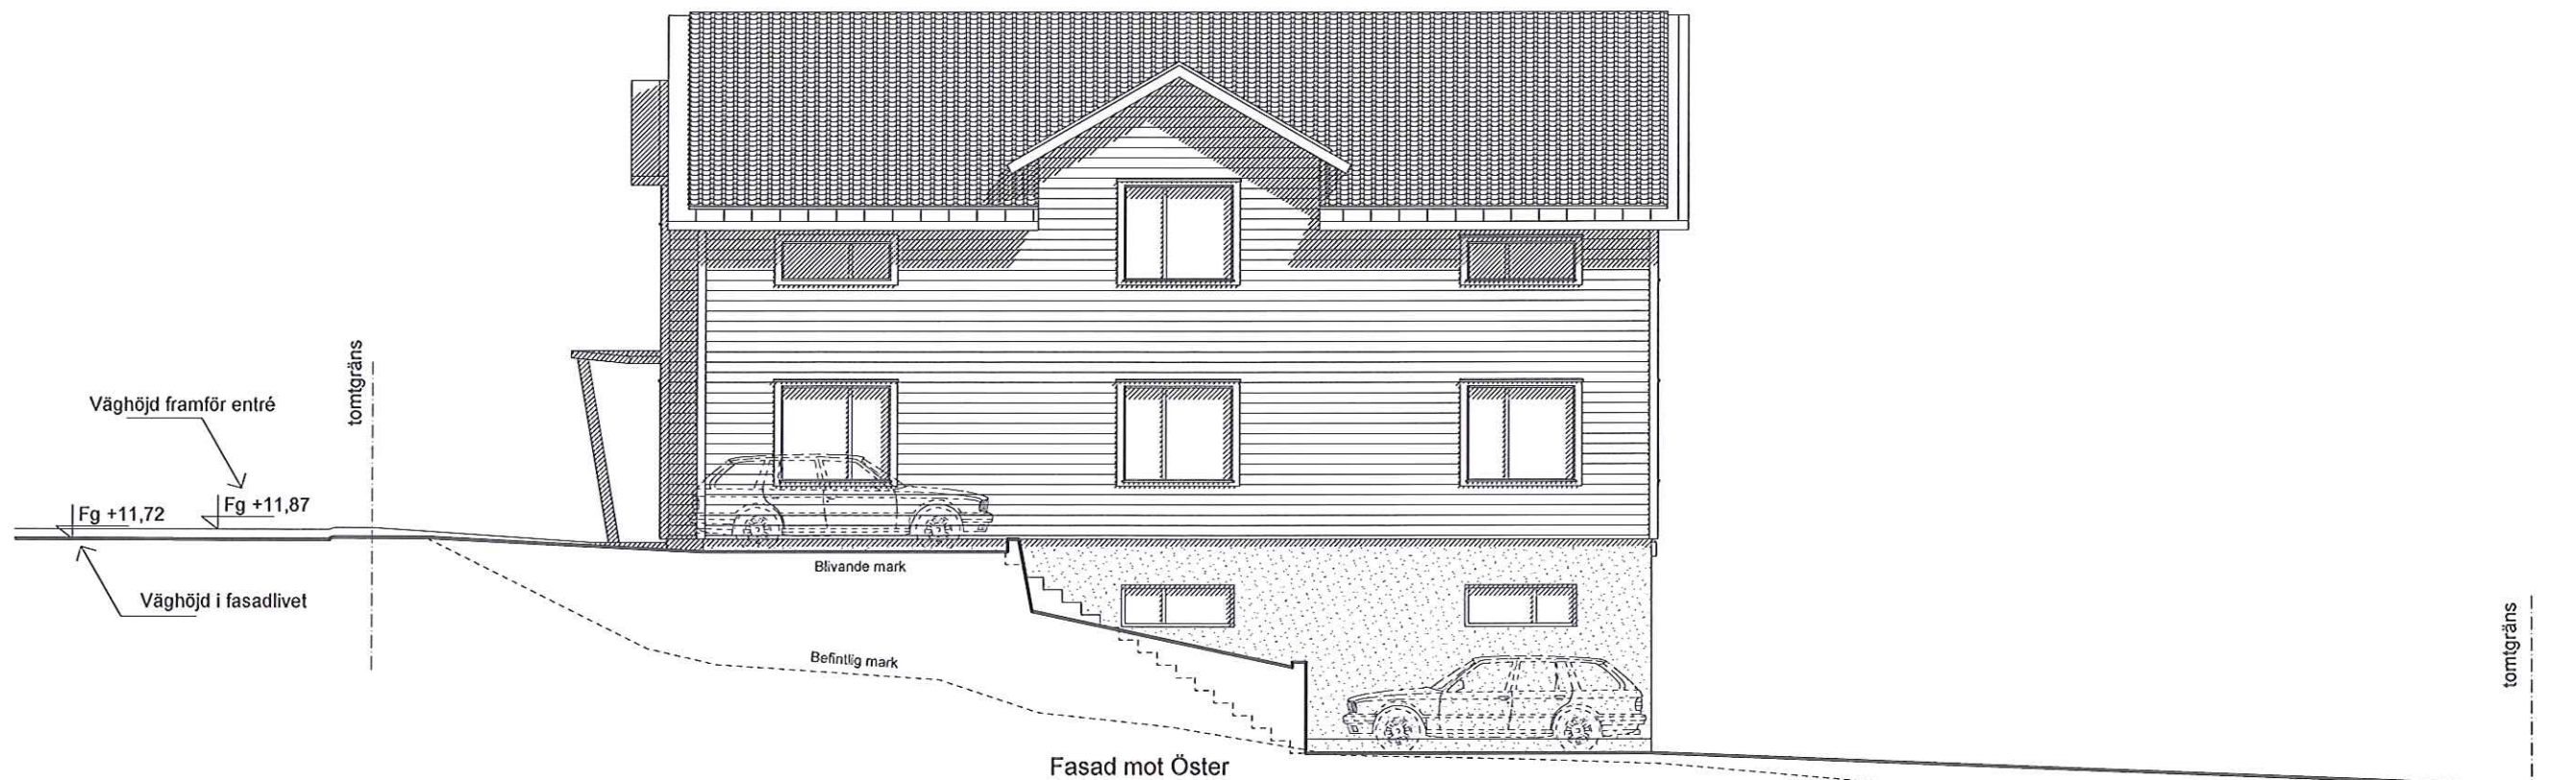 tomtgräns
Väghöjd framför entré
Fg +11,87
Fg +11,72
Väghöjd i fasadlivet
Blivande mark
Befintlig mark
tomtgräns
Fasad mot Öster